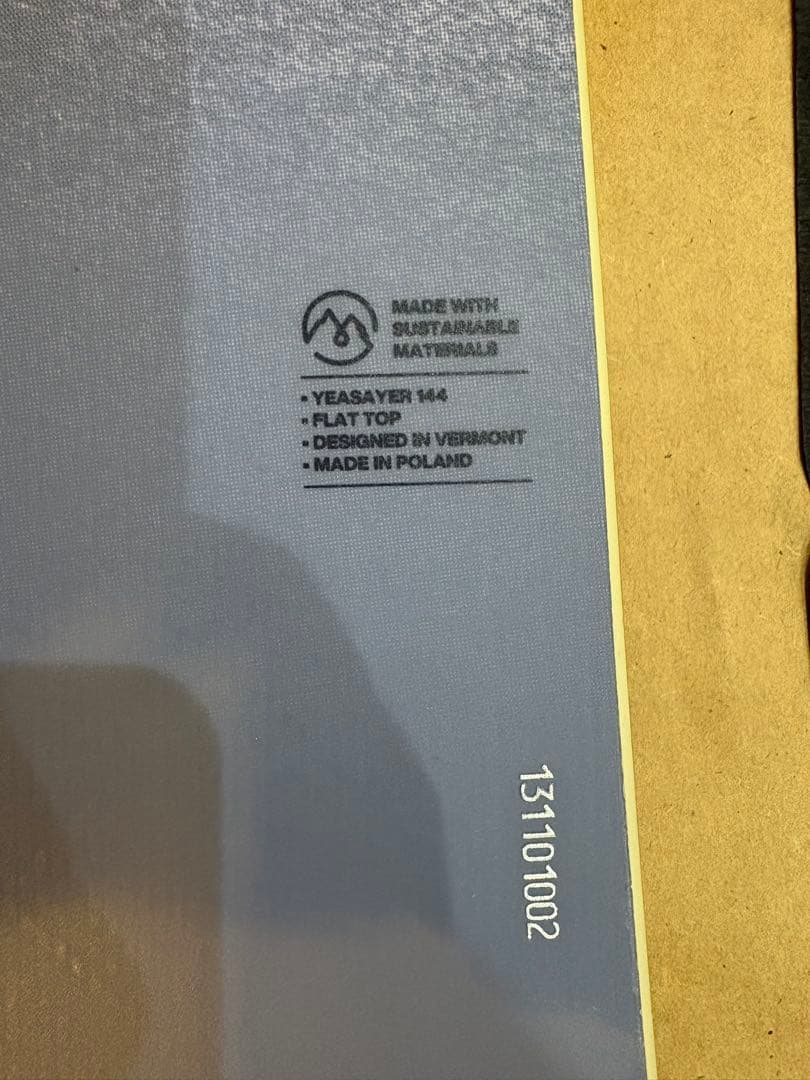 MADE WITH
SUSTAINABLE
MATERIALS
• YEASAYER 144
• FLAT TOP
• DESIGNED IN VERMONT
• MADE IN POLAND
131101002